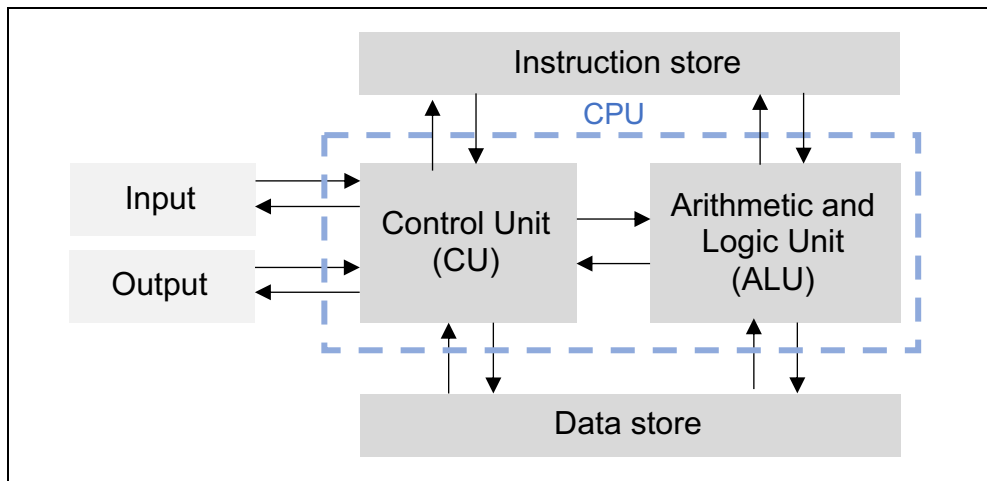 Instruction store
CPU
Input
Control Unit
(CU)
Arithmetic and
Logic Unit
(ALU)
Output
Data store